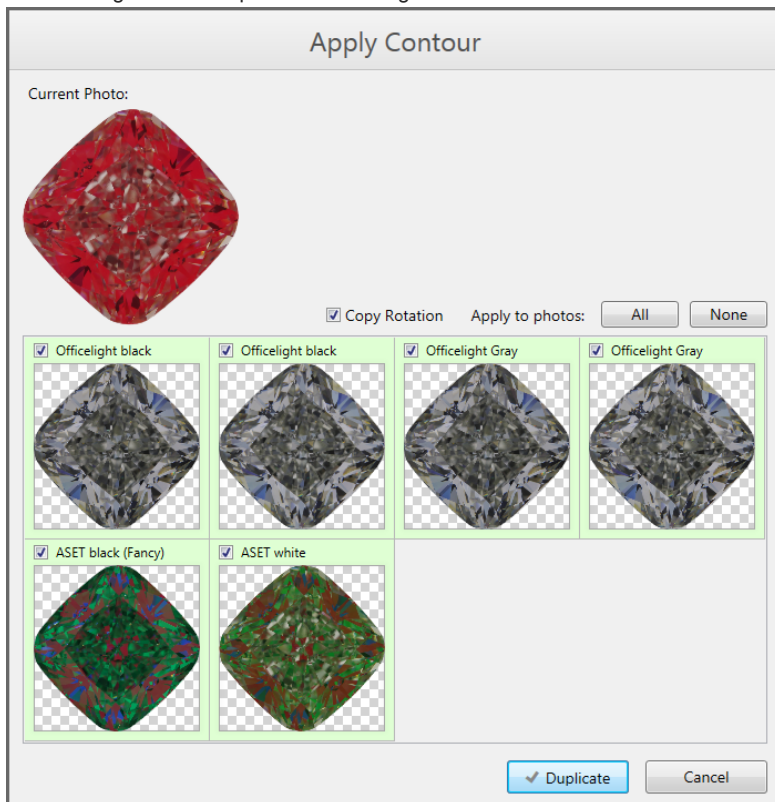 Apply Contour
Current Photo:
Copy Rotation Apply to photos: All None
Officelight black Officelight black Officelight Gray Officelight Gray
ASET black (Fancy) ASET white
Duplicate Cancel